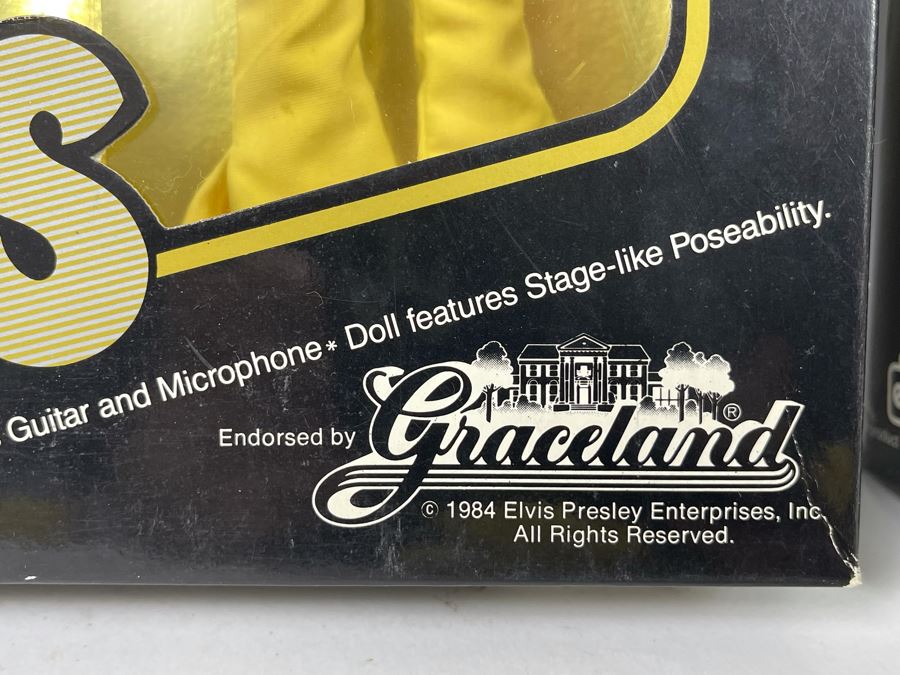 S
Guitar and Microphone* Doll features Stage-like Poseability.
Endorsed by Graceland®
© 1984 Elvis Presley Enterprises, Inc.
All Rights Reserved.